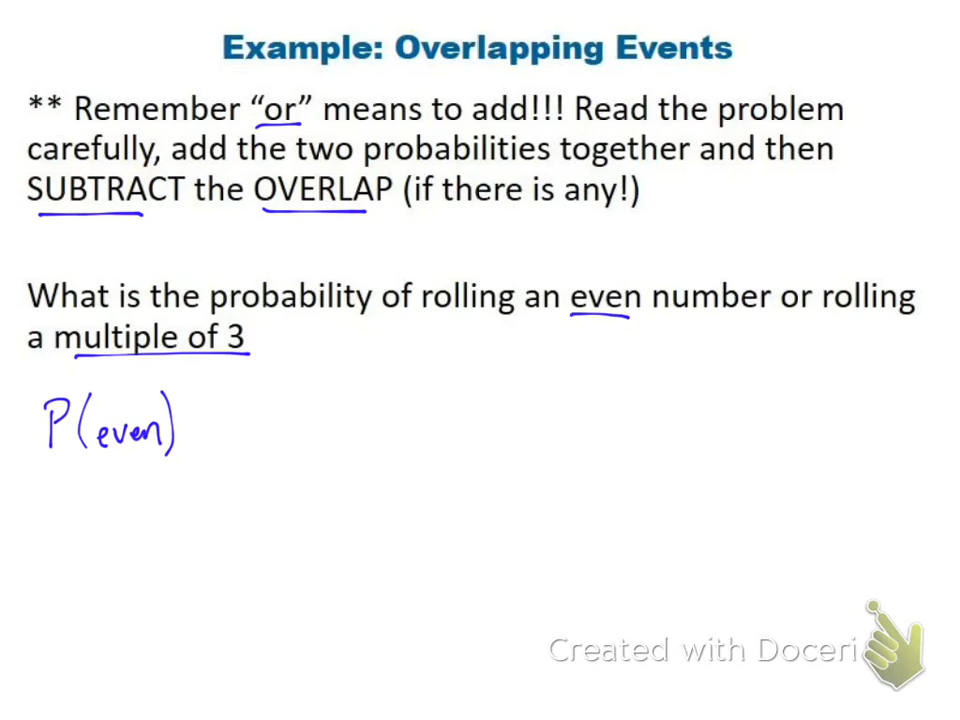 Example: Overlapping Events
** Remember “or” means to add!!! Read the problem
carefully, add the two probabilities together and then
SUBTRACT the OVERLAP (if there is any!)
What is the probability of rolling an even number or rolling
a multiple of 3
P(even)
Created with Doceri